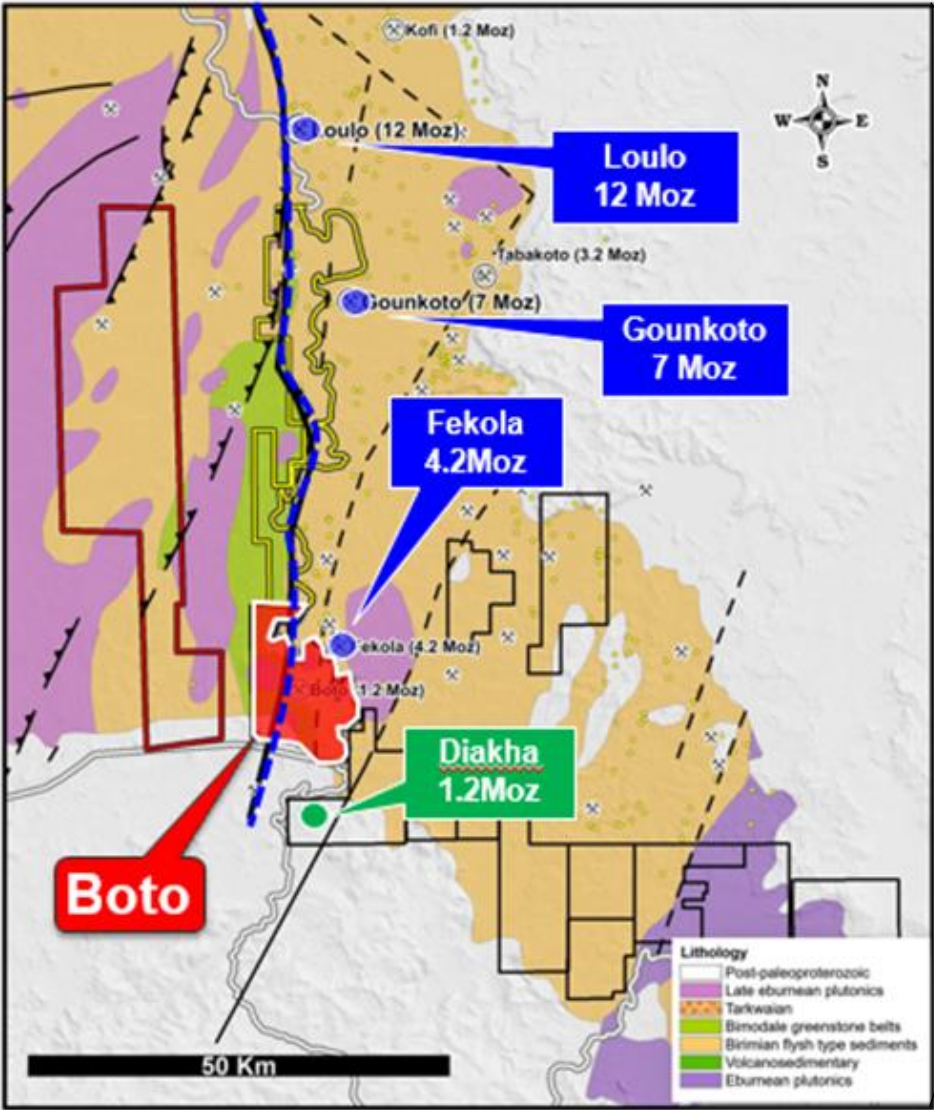 Kofi (1.2 Moz)
N
W E
S
Loulo (12 Moz)
Loulo
12 Moz
Tabakoto (3.2 Moz)
Gounkoto (7 Moz)
Gounkoto
7 Moz
Fekola
4.2Moz
Fekola (4.2 Moz)
Boto (1.2 Moz)
Diakha
1.2Moz
Boto
Lithology
Post-paleoproterozoic
Late eburnean plutonics
Tarkwaian
Bimodale greenstone belts
Birimian flysh type sediments
Volcanosedimentary
Eburnean plutonics
50 Km